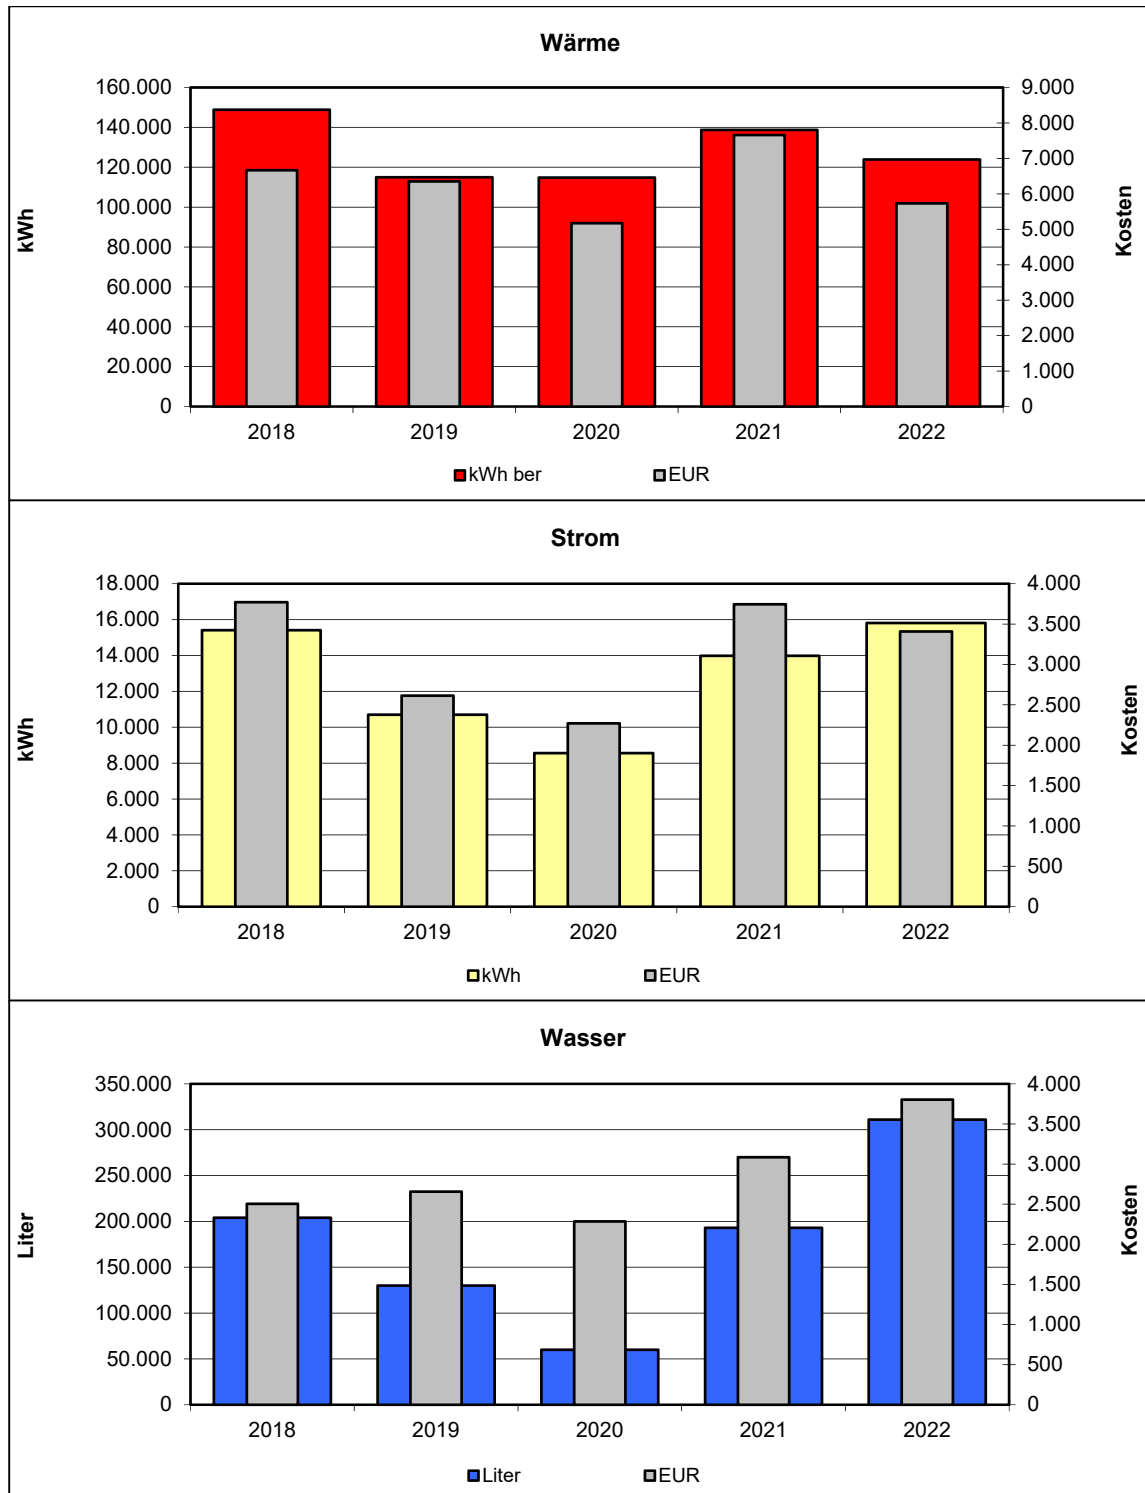 Wärme
160.000 9.000
140.000 8.000
120.000 7.000
100.000 6.000
80.000 5.000
60.000 4.000
40.000 3.000
20.000 2.000
0 1.000
0
kWh
Kosten
2018 2019 2020 2021 2022
kWh ber EUR
Strom
18.000 4.000
16.000 3.500
14.000 3.000
12.000 2.500
10.000 2.000
8.000 1.500
6.000 1.000
4.000 500
2.000 0
0
kWh
Kosten
2018 2019 2020 2021 2022
kWh EUR
Wasser
350.000 4.000
300.000 3.500
250.000 3.000
200.000 2.500
150.000 2.000
100.000 1.500
50.000 1.000
0 500
0
Liter
Kosten
2018 2019 2020 2021 2022
Liter EUR